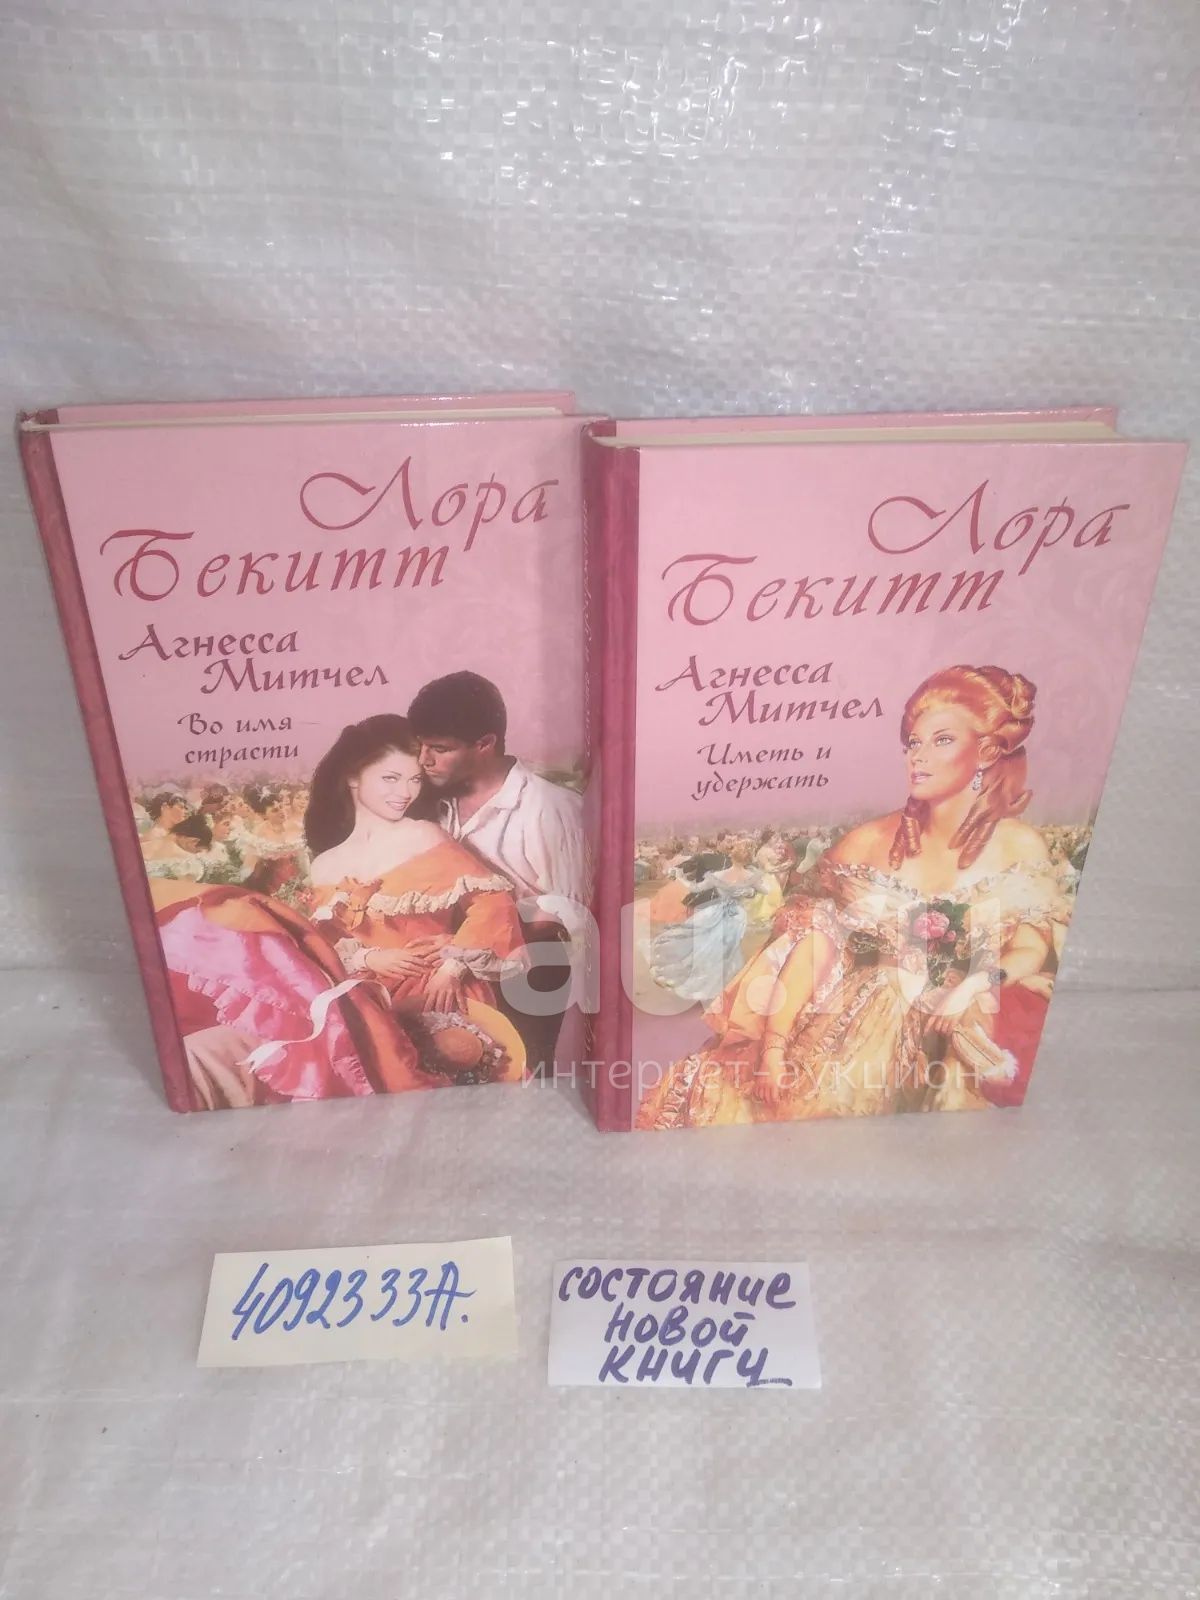 Лора
Бекитт
Агнесса
Митчел
Во имя
страсти
Лора
Бекитт
Агнесса
Митчел
Иметь и
удержать
au.ru
интернет-аукцион
4092333А.
состояние
новой
книги